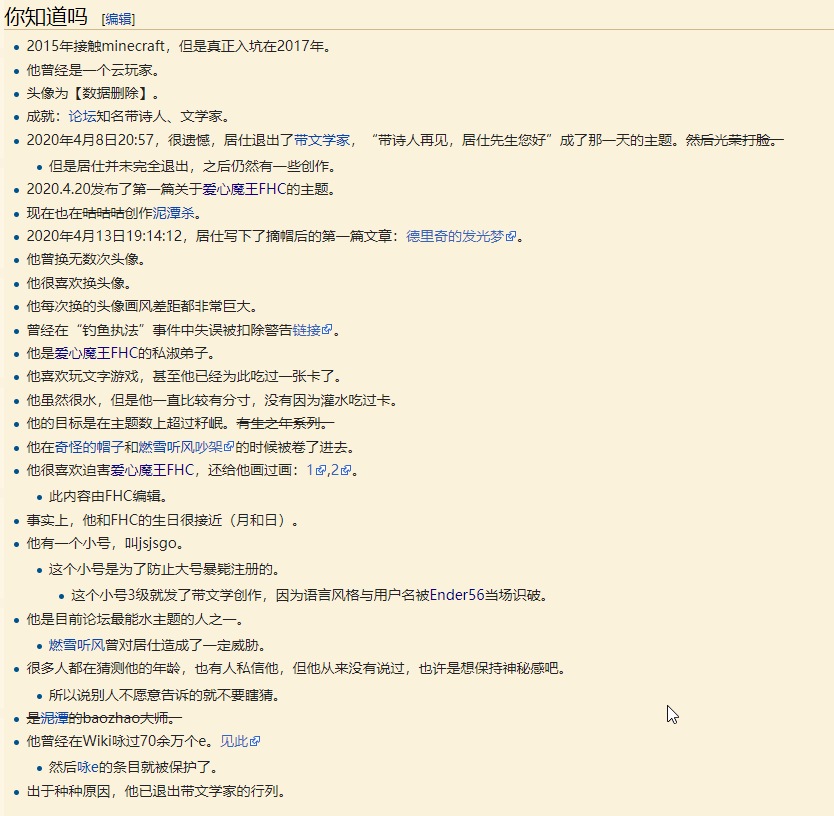 你知道吗 [编辑]
2015年接触minecraft，但是真正入坑在2017年。
他曾经是一个云玩家。
头像为【数据删除】。
成就：论坛知名带诗人、文学家。
2020年4月8日20:57，很遗憾，居仕退出了带文学家，“带诗人再见，居仕先生您好”成了那一天的主题。然后光荣打脸。
但是居仕并未完全退出，之后仍然有一些创作。
2020.4.20发布了第一篇关于爱心魔王FHC的主题。
现在也在咕咕咕创作泥潭杀。
2020年4月13日19:14:12，居仕写下了摘帽后的第一篇文章：德里奇的发光梦。
他曾换无数次头像。
他很喜欢换头像。
他每次换的头像画风差距都非常巨大。
曾经在“钓鱼执法”事件中失误被扣除警告链接。
他是爱心魔王FHC的私淑弟子。
他喜欢玩文字游戏，甚至他已经为此吃过一张卡了。
他虽然很水，但是他一直比较有分寸，没有因为灌水吃过卡。
他的目标是在主题数上超过籽岷。有生之年系列。
他在奇怪的帽子和燃雪听风吵架的时候被卷了进去。
他很喜欢迫害爱心魔王FHC，还给他画过画：1,2。
此内容由FHC编辑。
事实上，他和FHC的生日很接近（月和日）。
他有一个小号，叫jsjsgo。
这个小号是为了防止大号暴毙注册的。
这个小号3级就发了带文学创作，因为语言风格与用户名被Ender56当场识破。
他是目前论坛最能水主题的人之一。
燃雪听风曾对居仕造成了一定威胁。
很多人都在猜测他的年龄，也有人私信他，但他从来没有说过，也许是想保持神秘感吧。
所以说别人不愿意告诉的就不要瞎猜。
是泥潭的baozhao大师。
他曾经在Wiki咏过70余万个e。见此
然后咏e的条目就被保护了。
出于种种原因，他已退出带文学家的行列。